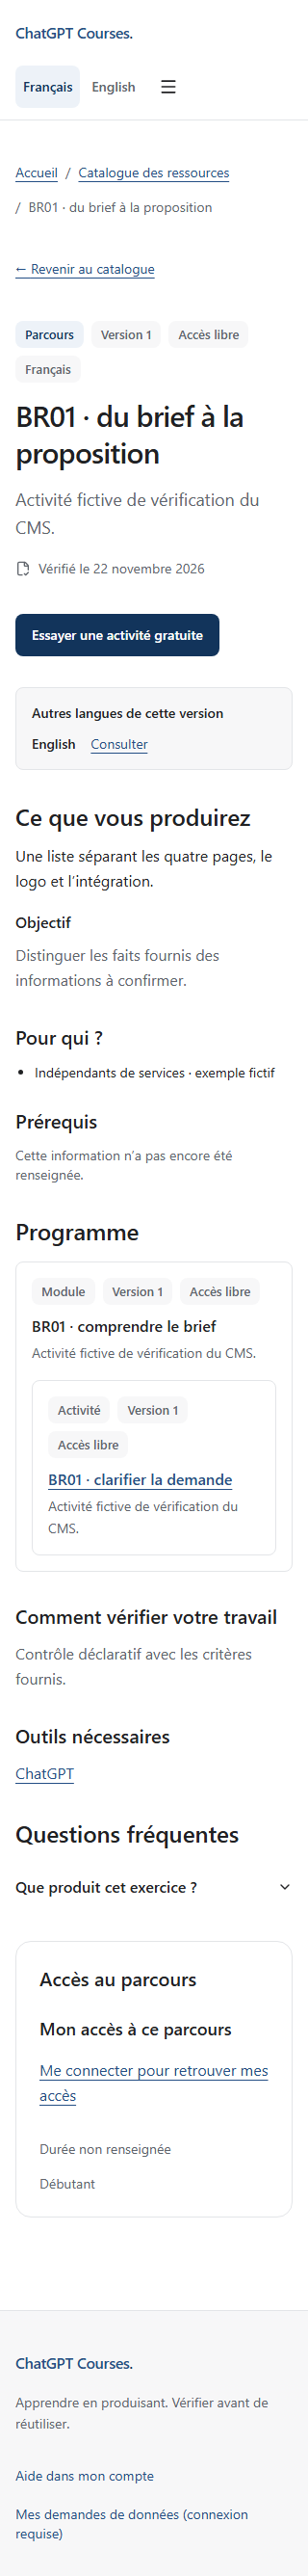 ChatGPT Courses.
Français English
Accueil / Catalogue des ressources
/ BR01 · du brief à la proposition
← Revenir au catalogue
Parcours Version 1 Accès libre
Français
BR01 · du brief à la
proposition
Activité fictive de vérification du
CMS.
Vérifié le 22 novembre 2026
Essayer une activité gratuite
Autres langues de cette version
English Consulter
Ce que vous produirez
Une liste séparant les quatre pages, le
logo et l’intégration.
Objectif
Distinguer les faits fournis des
informations à confirmer.
Pour qui ?
• Indépendants de services · exemple fictif
Prérequis
Cette information n’a pas encore été
renseignée.
Programme
Module Version 1 Accès libre
BR01 · comprendre le brief
Activité fictive de vérification du CMS.
Activité Version 1
Accès libre
BR01 · clarifier la demande
Activité fictive de vérification du
CMS.
Comment vérifier votre travail
Contrôle déclaratif avec les critères
fournis.
Outils nécessaires
ChatGPT
Questions fréquentes
Que produit cet exercice ?
Accès au parcours
Mon accès à ce parcours
Me connecter pour retrouver mes
accès
Durée non renseignée
Débutant
ChatGPT Courses.
Apprendre en produisant. Vérifier avant de
réutiliser.
Aide dans mon compte
Mes demandes de données (connexion
requise)